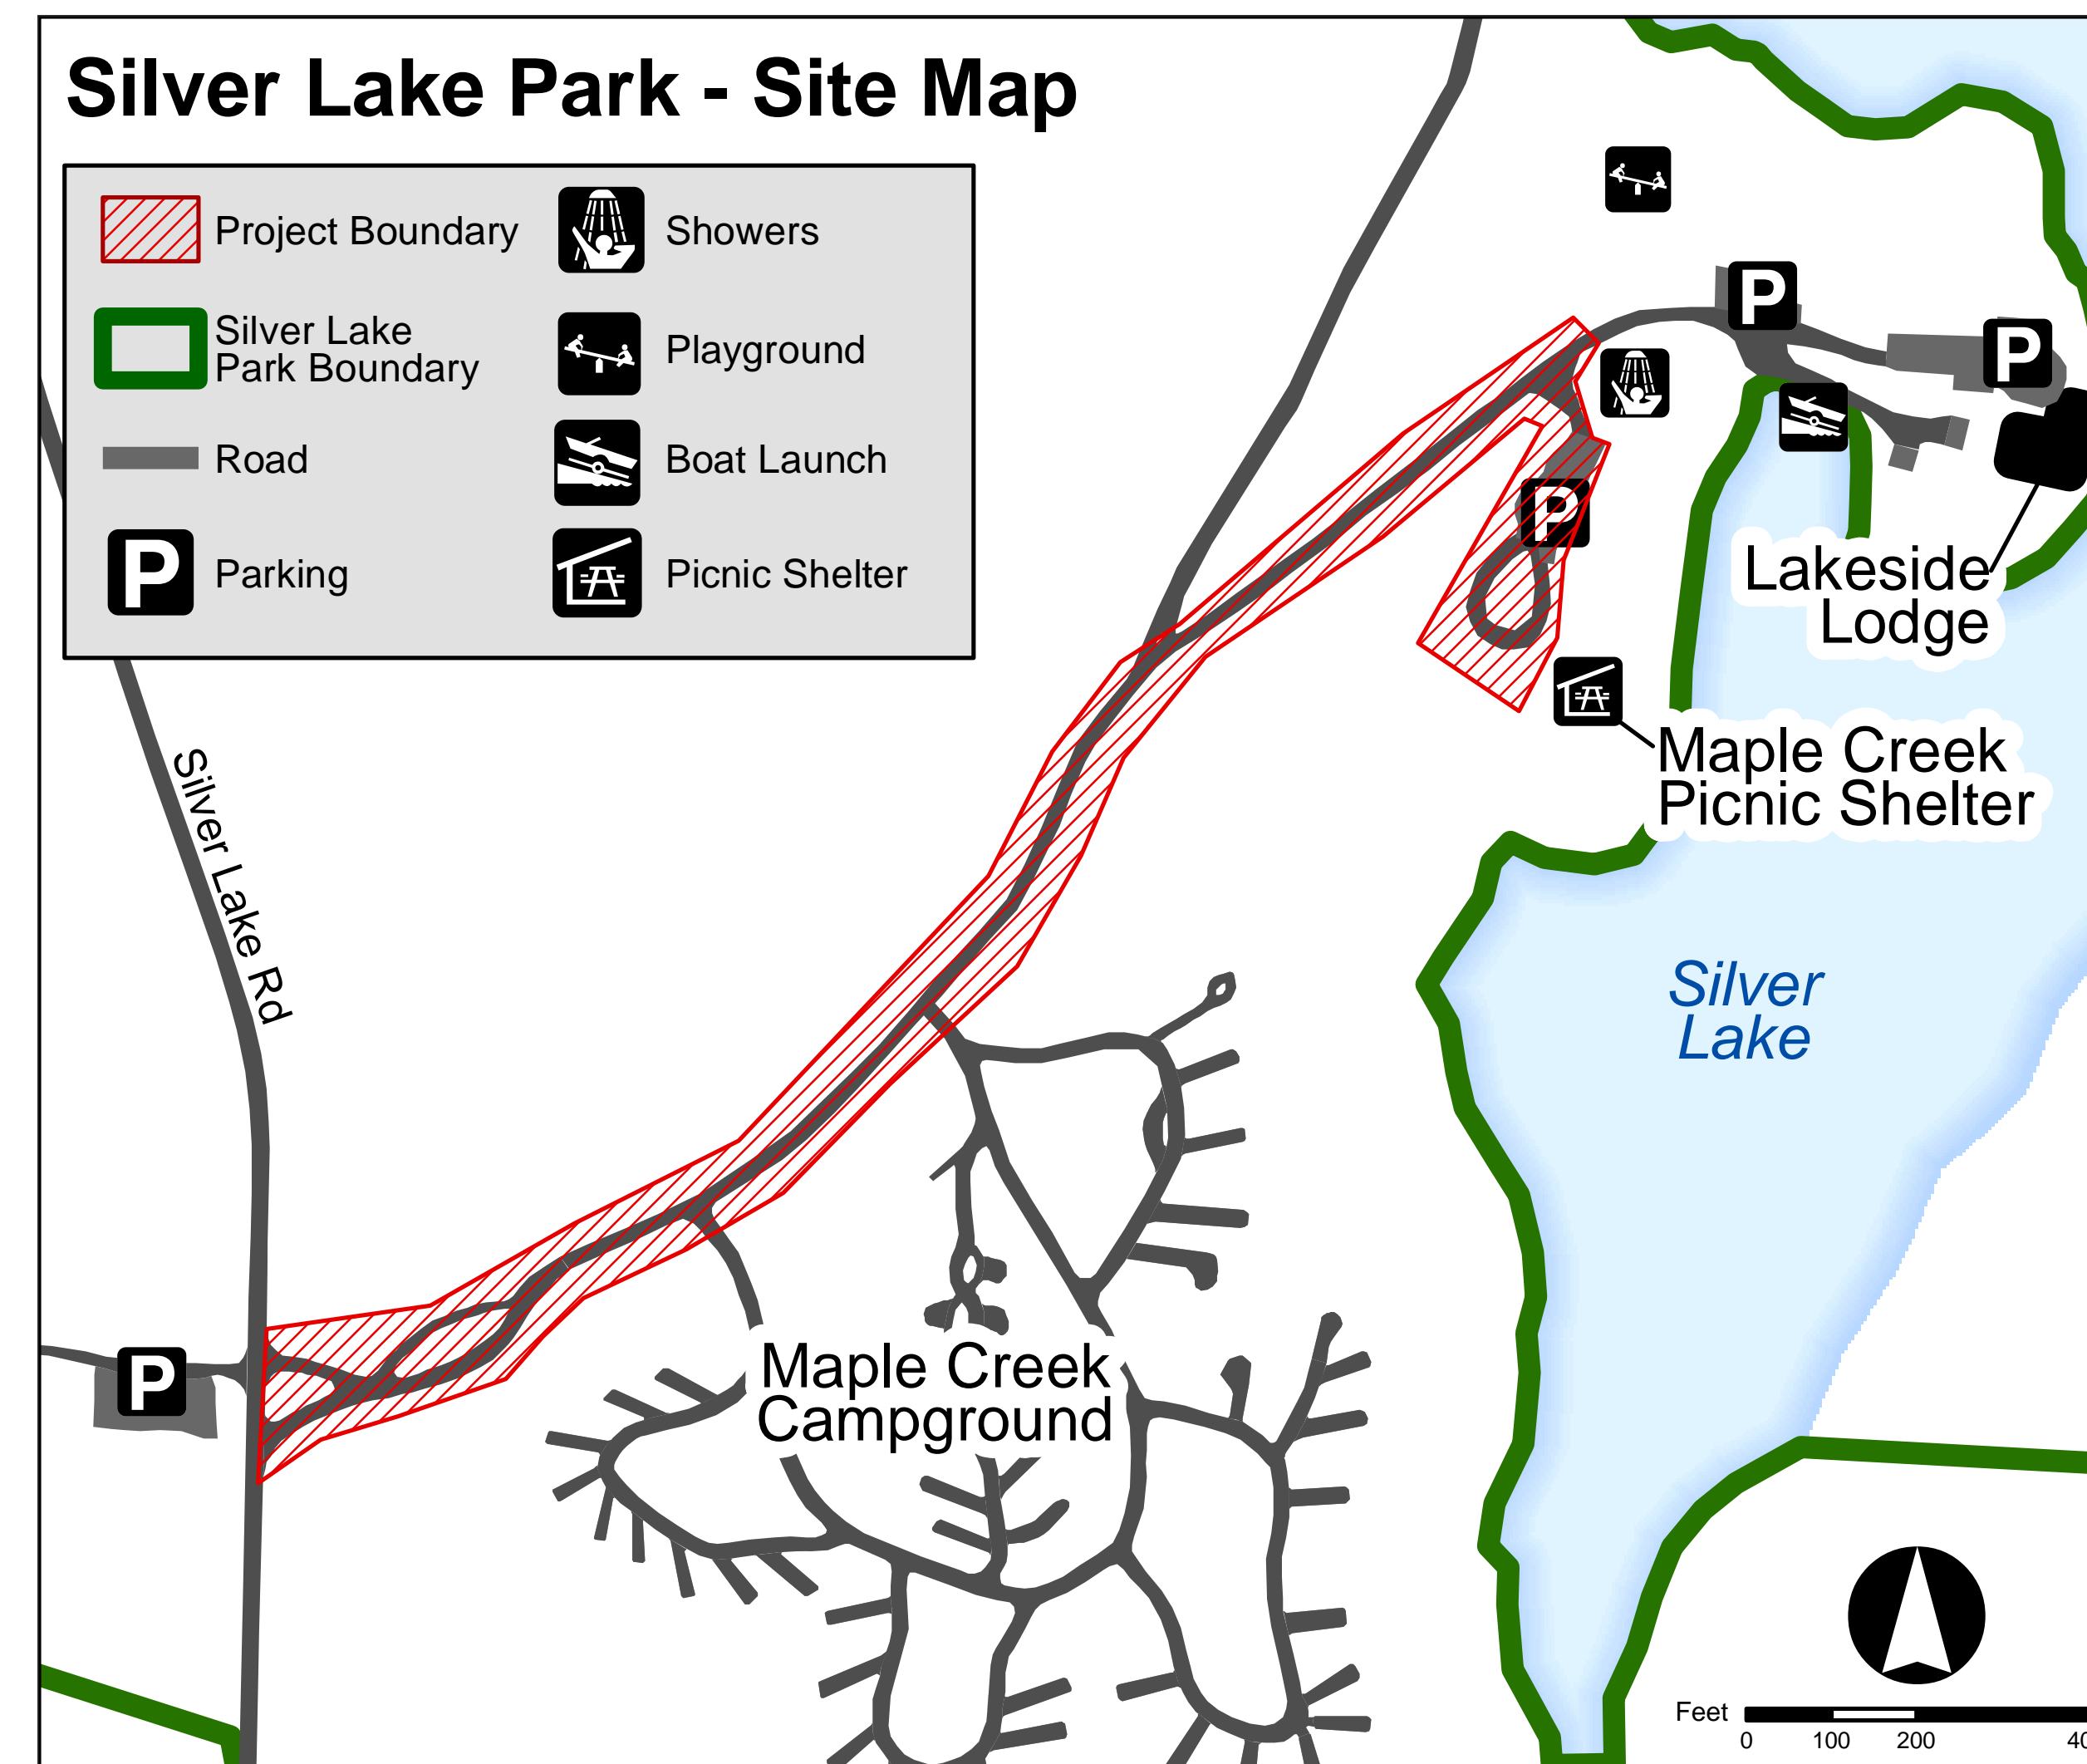 Silver Lake Park - Site Map
Project Boundary
Silver Lake
Park Boundary
Road
P
Parking
Showers
Playground
Boat Launch
Picnic Shelter
P
P
P
Lakeside
Lodge
Maple Creek
Picnic Shelter
Silver Lake Rd
Silver
Lake
P
Maple Creek
Campground
Feet
0 100 200